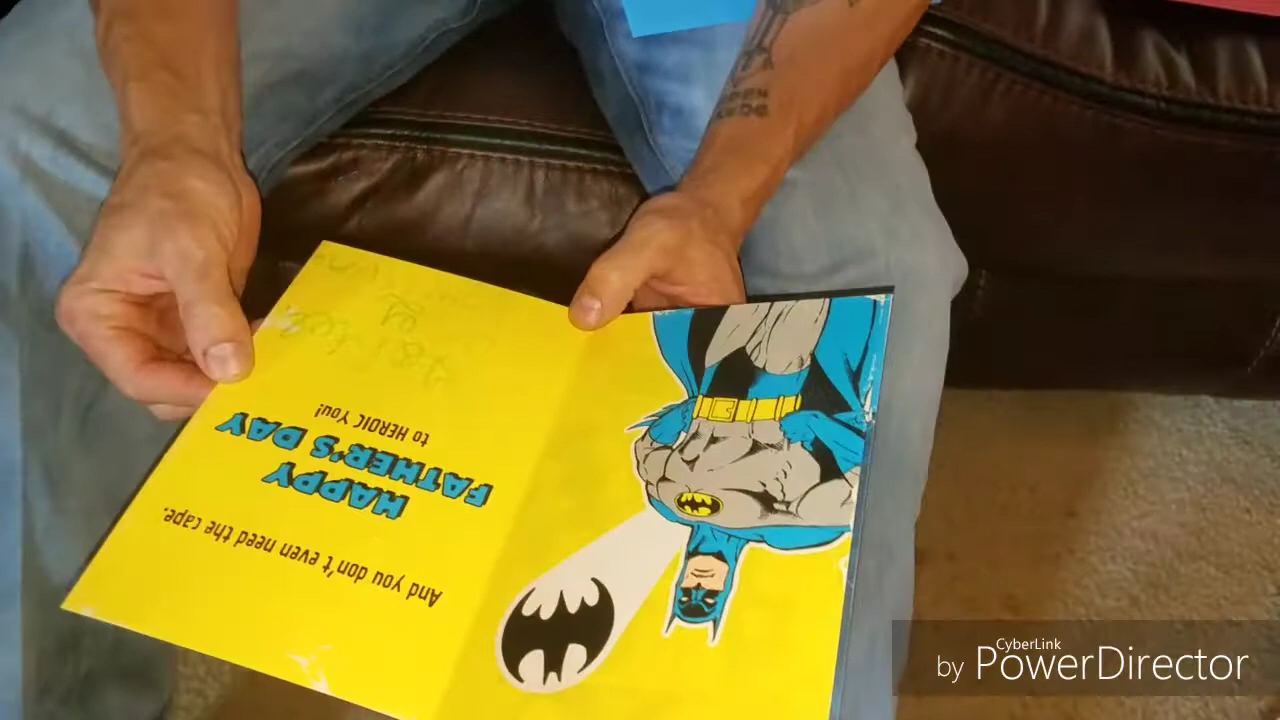 And you don't even need the cape.
HAPPY
FATHER'S DAY
to HEROIC You!
CyberLink
by PowerDirector